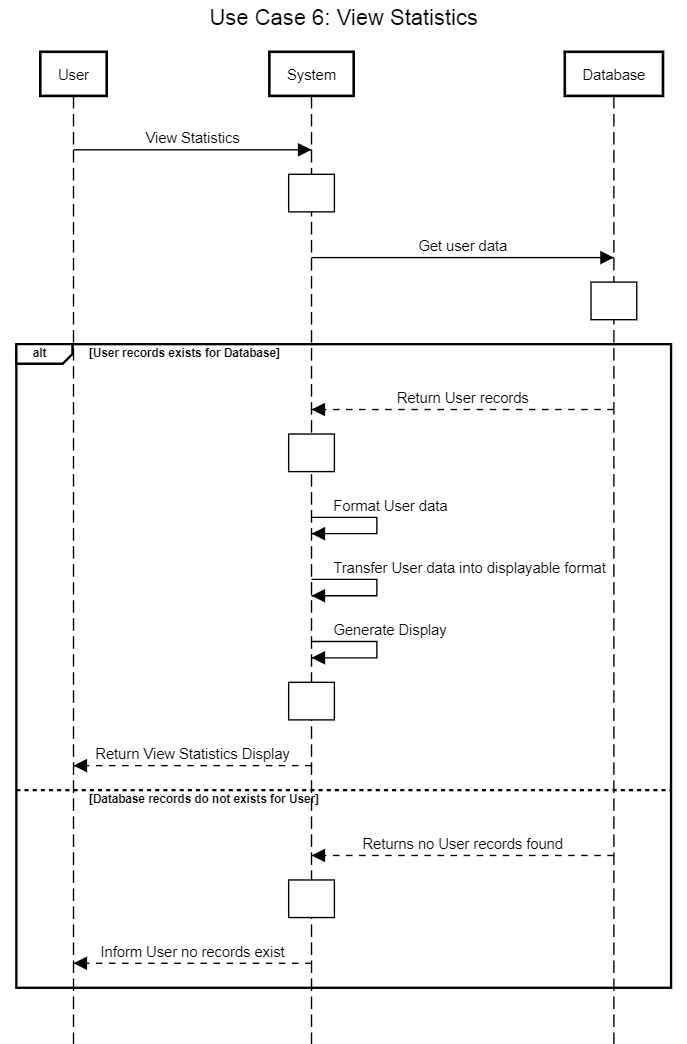 Use Case 6: View Statistics
User
System
Database
View Statistics
Get user data
alt
[User records exists for Database]
Return User records
Format User data
Transfer User data into displayable format
Generate Display
Return View Statistics Display
[Database records do not exists for User]
Returns no User records found
Inform User no records exist